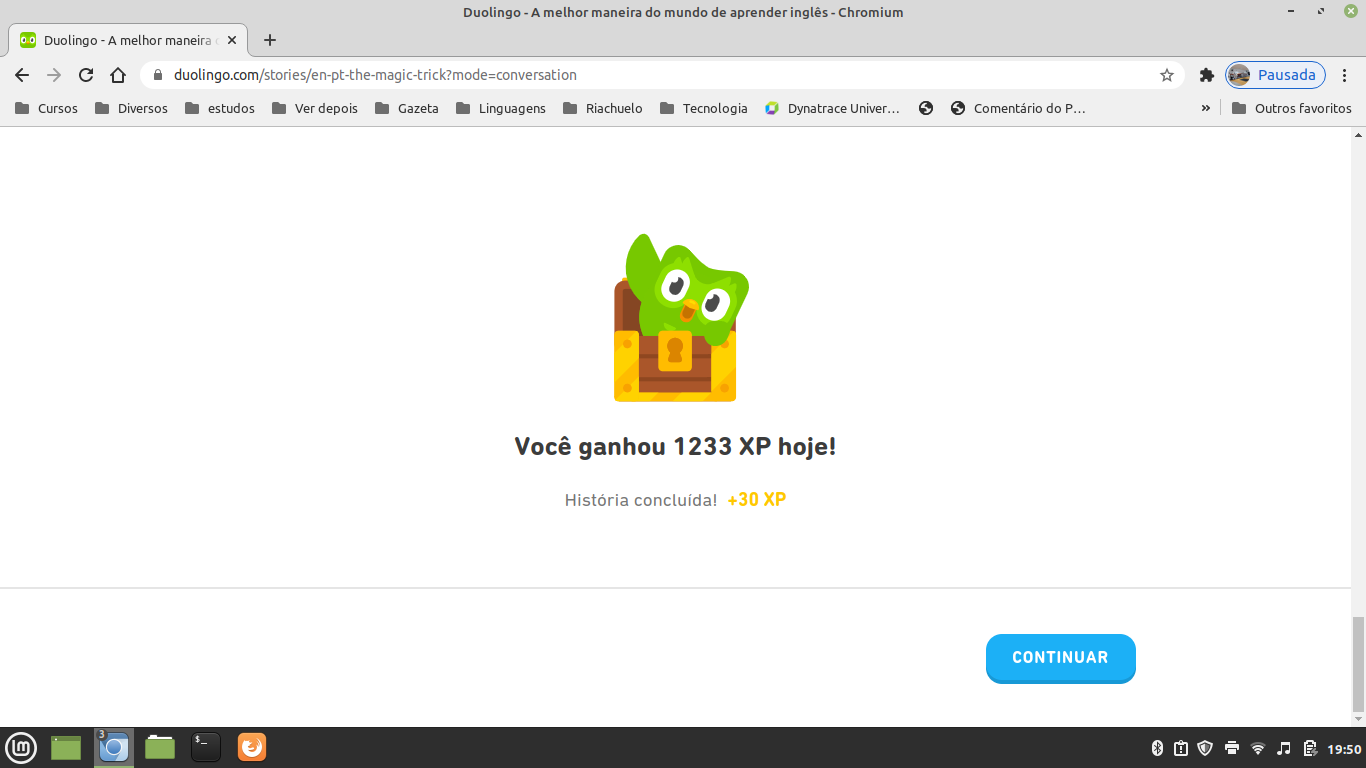 Duolingo - A melhor maneira do mundo de aprender inglês - Chromium
Duolingo - A melhor maneira
duolingo.com/stories/en-pt-the-magic-trick?mode=conversation
Pausada
Cursos Diversos estudos Ver depois Gazeta Linguagens Riachuelo Tecnologia Dynatrace Univer… Comentário do P… » Outros favoritos
Você ganhou 1233 XP hoje!
História concluída! +30 XP
CONTINUAR
3
$_
19:50